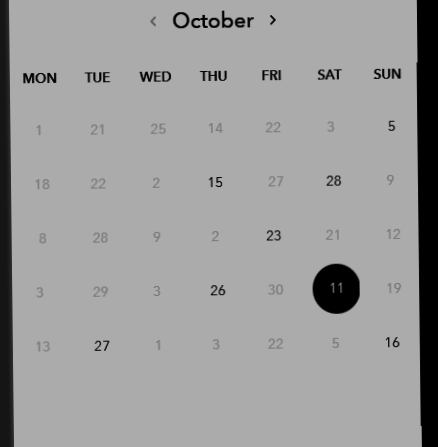 ‹ October ›
MON TUE WED THU FRI SAT SUN
1 21 25 14 22 3 5
18 22 2 15 27 28 9
8 28 9 2 23 21 12
3 29 3 26 30 11 19
13 27 1 3 22 5 16